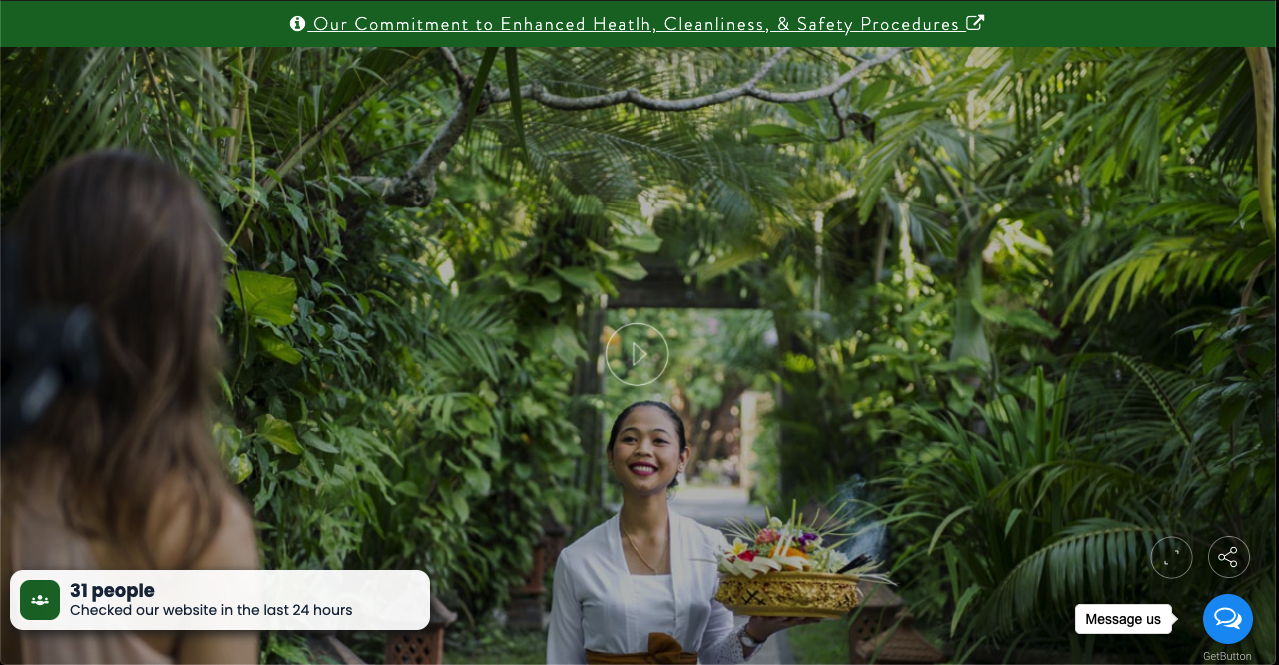 Our Commitment to Enhanced Heatlh, Cleanliness, & Safety Procedures
31 people
Checked our website in the last 24 hours
Message us
GetButton